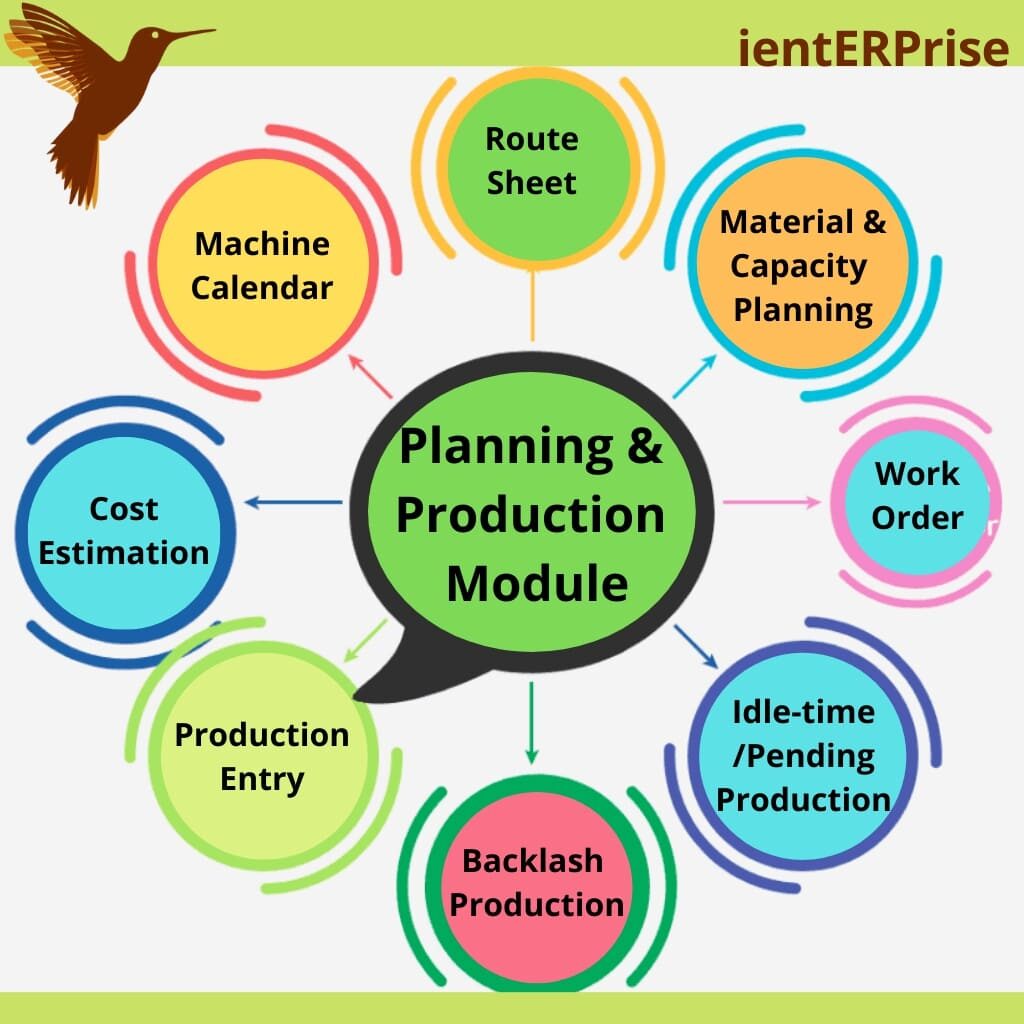 ientERPrise
Route
Sheet
Material &
Capacity
Planning
Machine
Calendar
Planning &
Production
Module
Work
Order
Cost
Estimation
Idle-time
/Pending
Production
Production
Entry
Backlash
Production